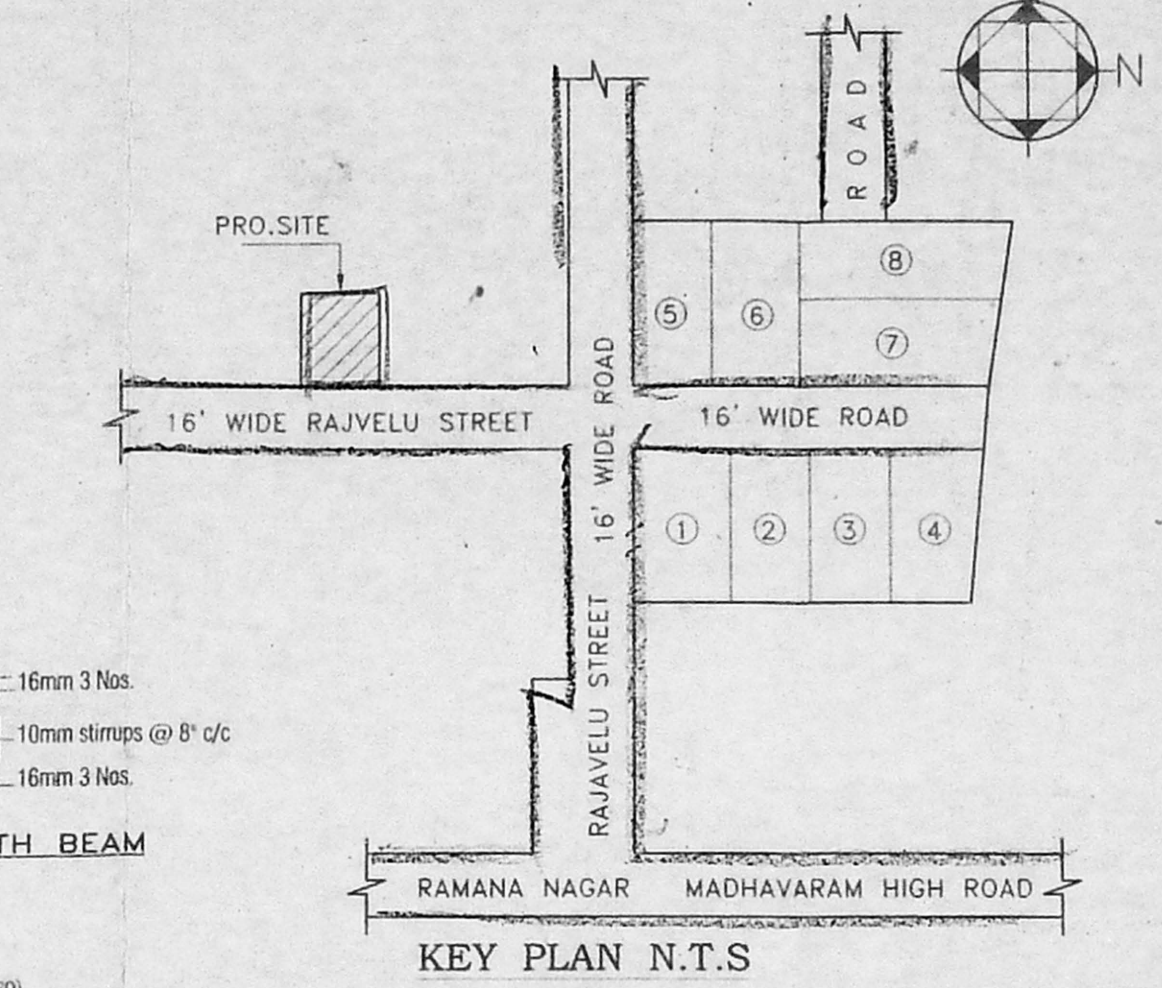 N
ROAD
PRO.SITE
8
5
6
7
16' WIDE RAJVELU STREET
16' WIDE ROAD
1
2
3
4
RAJAVELU STREET 16' WIDE ROAD
16mm 3 Nos.
10mm stirrups @ 8" c/c
16mm 3 Nos.
TH BEAM
RAMANA NAGAR MADHAVARAM HIGH ROAD
KEY PLAN N.T.S